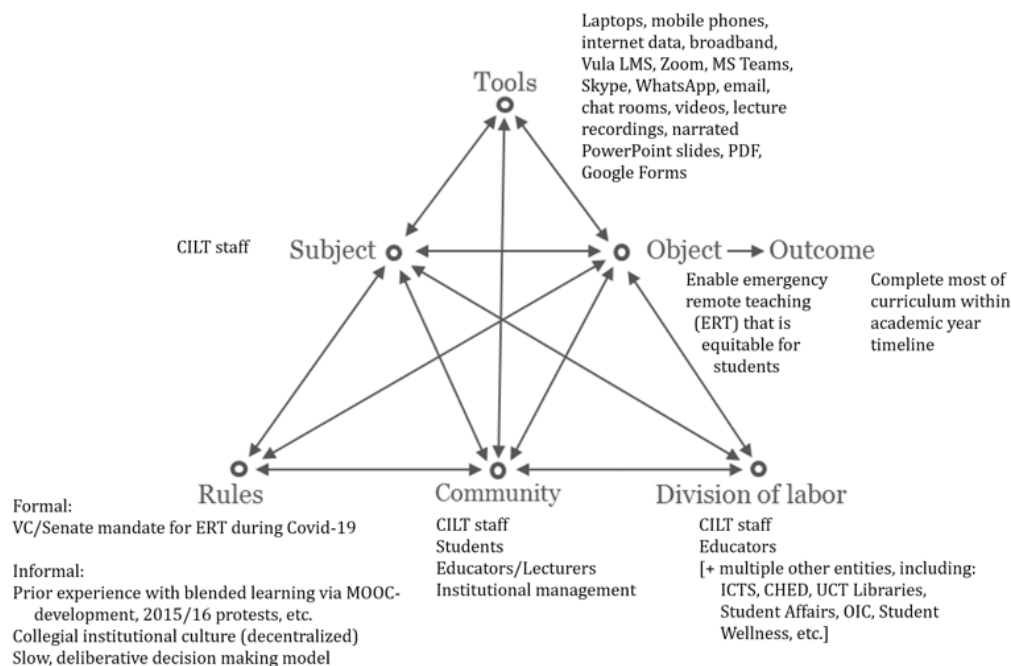 Laptops, mobile phones,
internet data, broadband,
Vula LMS, Zoom, MS Teams,
Skype, WhatsApp, email,
chat rooms, videos, lecture
recordings, narrated
PowerPoint slides, PDF,
Google Forms
Tools
CILT staff
Subject
Object
Outcome
Enable emergency
remote teaching
(ERT) that is
equitable for
students
Complete most of
curriculum within
academic year
timeline
Rules
Formal:
VC/Senate mandate for ERT during Covid-19
Informal:
Prior experience with blended learning via MOOC-
development, 2015/16 protests, etc.
Collegial institutional culture (decentralized)
Slow, deliberative decision making model
Community
CILT staff
Students
Educators/Lecturers
Institutional management
Division of labor
CILT staff
Educators
[+ multiple other entities, including:
ICTS, CHED, UCT Libraries,
Student Affairs, OIC, Student
Wellness, etc.]